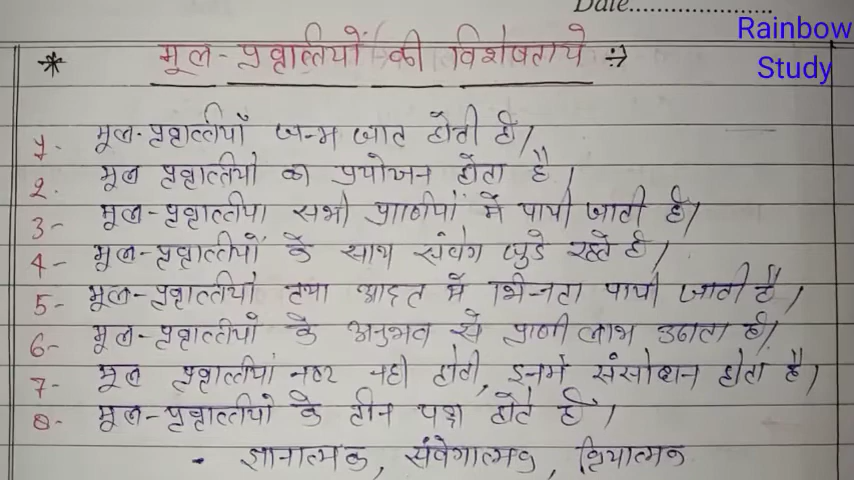 Date......................
Rainbow
Study
* मूल-प्रवृत्तियों की विशेषताये →
1. मूल-प्रवृत्तियाँ जन्म जात होती है।
2. मूल प्रवृत्तियो का प्रयोजन होता है।
3- मूल-प्रवृत्तिया सभी प्राणीयों में पायी जाती है।
4- मूल-प्रवृत्तियों के साथ संवेग जुडे रहते है।
5- मूल-प्रवृत्तियो तथा आदत में भिन्नता पायी जाती है।
6- मूल-प्रवृत्तियो के अनुभव से प्राणी लाभ उठाता है।
7- मूल प्रवृत्तियां नष्ट नही होती, इनमे संसोधन होता है।
8- मूल-प्रवृत्तियो के तीन पक्ष होते है।
• ज्ञानात्मक, संवेगात्मक, क्रियात्मक